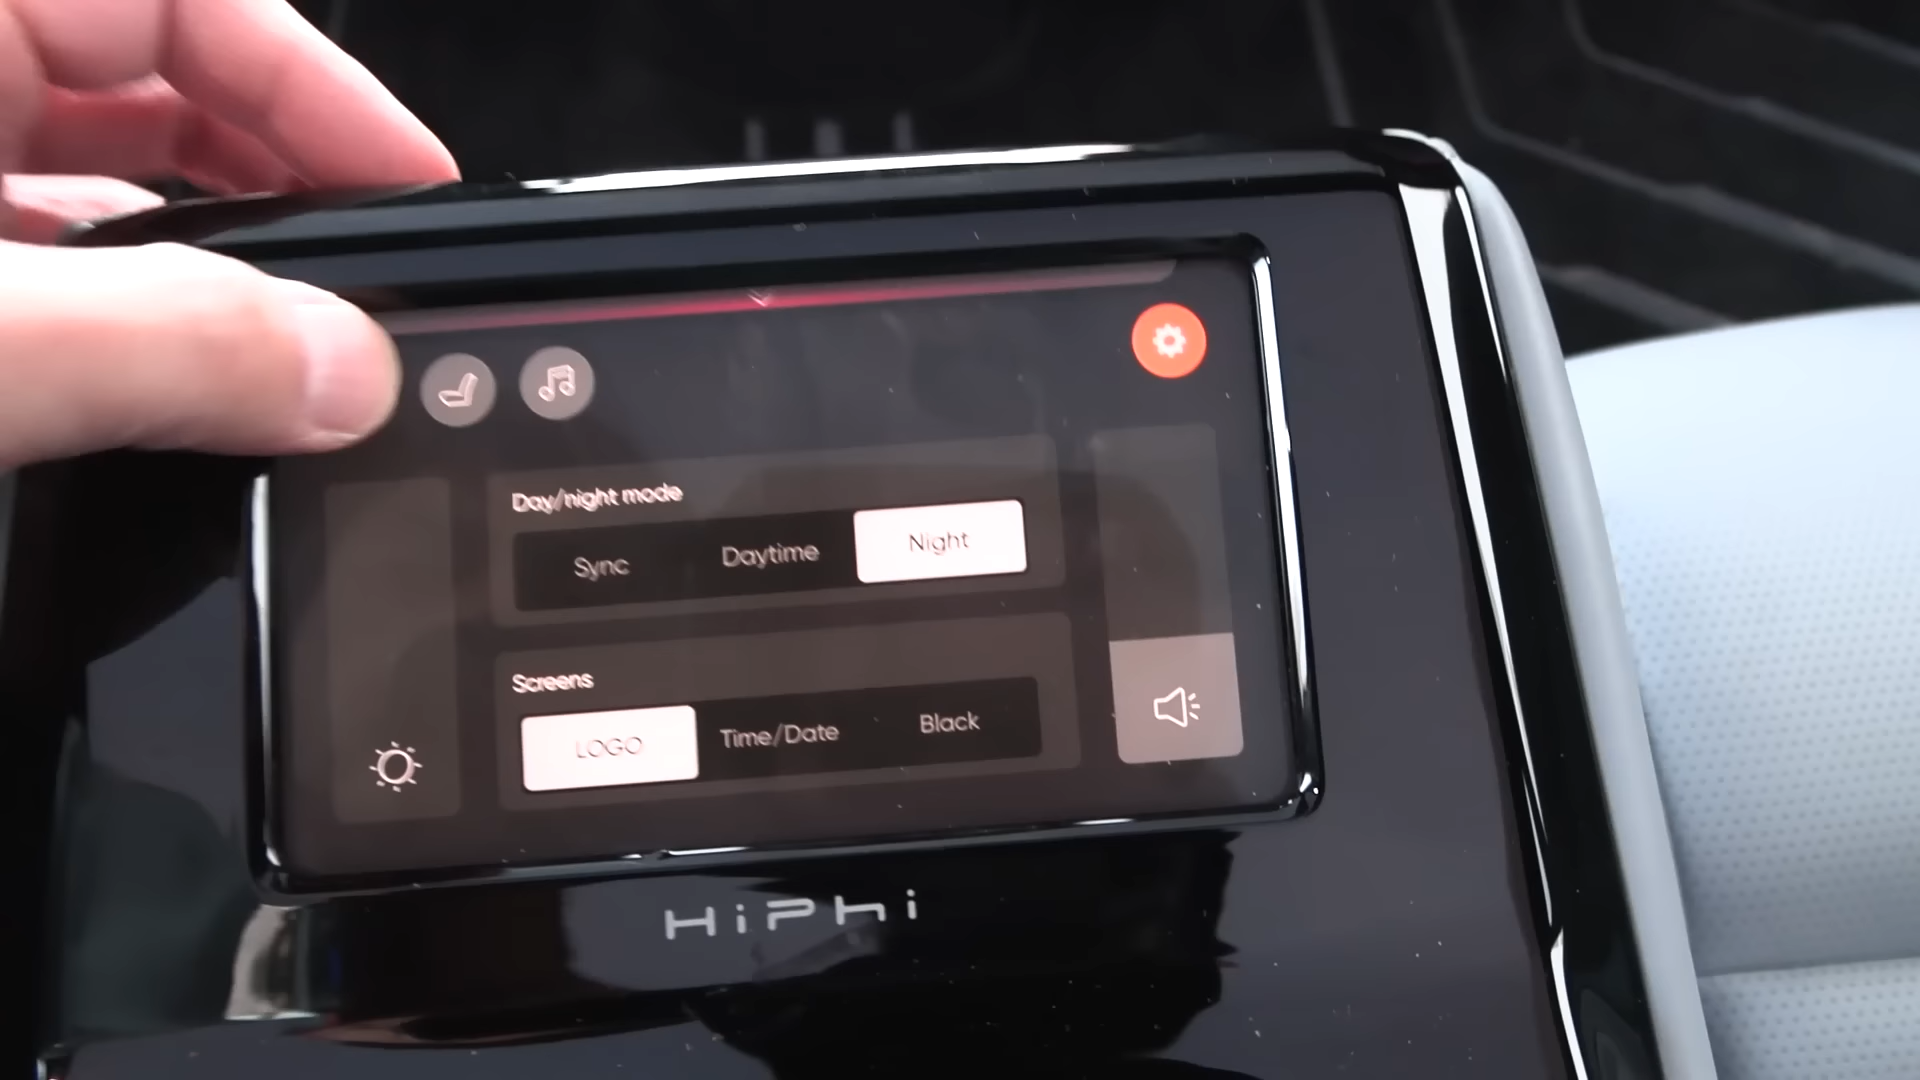 Day/night mode
Sync Daytime Night
Screens
LOGO Time/Date Black
HiPhi